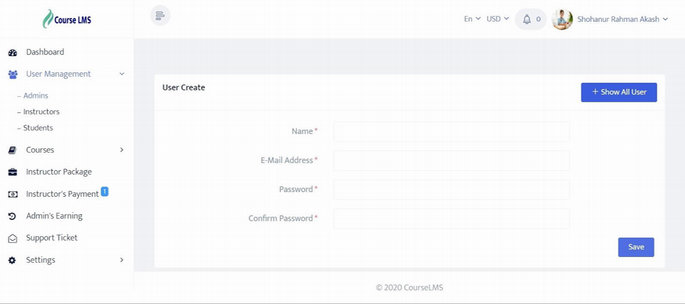 Course LMS
En
USD
0
Shohanur Rahman Akash
Dashboard
User Management
– Admins
– Instructors
– Students
Courses
Instructor Package
Instructor's Payment 1
Admin's Earning
Support Ticket
Settings
User Create
+ Show All User
Name*
E-Mail Address*
Password*
Confirm Password*
Save
© 2020 CourseLMS